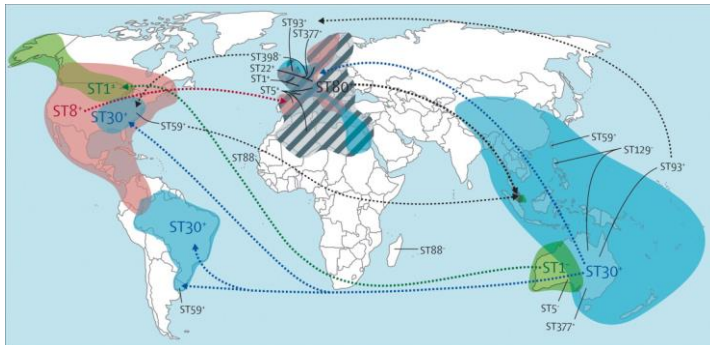 ST93⁻
ST377⁻
ST398⁻
ST22⁺
ST1⁺
ST5⁺
ST80⁺
ST1⁺
ST8⁺
ST30⁺
ST59⁻
ST88⁻
ST59⁻
ST129⁻
ST93⁻
ST30⁺
ST88⁻
ST59⁻
ST1⁻
ST30⁺
ST5⁻
ST377⁺